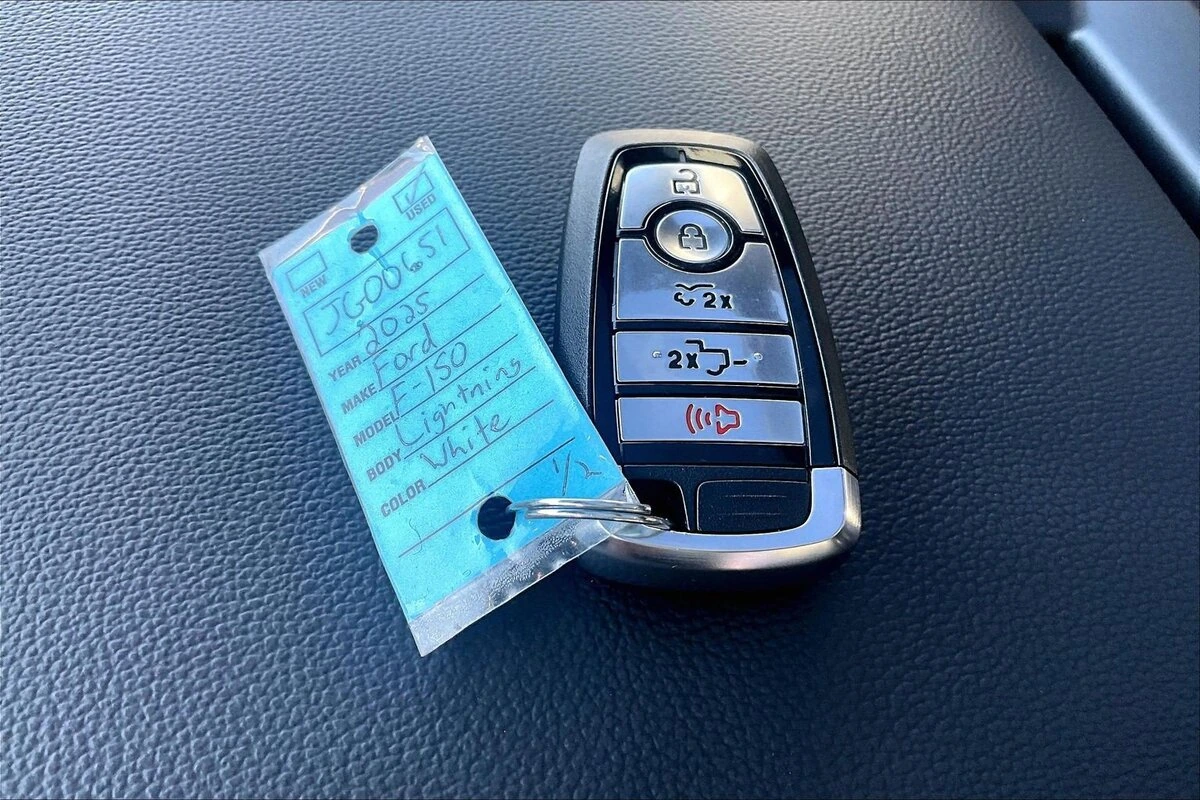 USED
NEW
JG00651
YEAR 2025
MAKE Ford
MODEL F-150
BODY Lightning
COLOR White
1/2
2x
2x